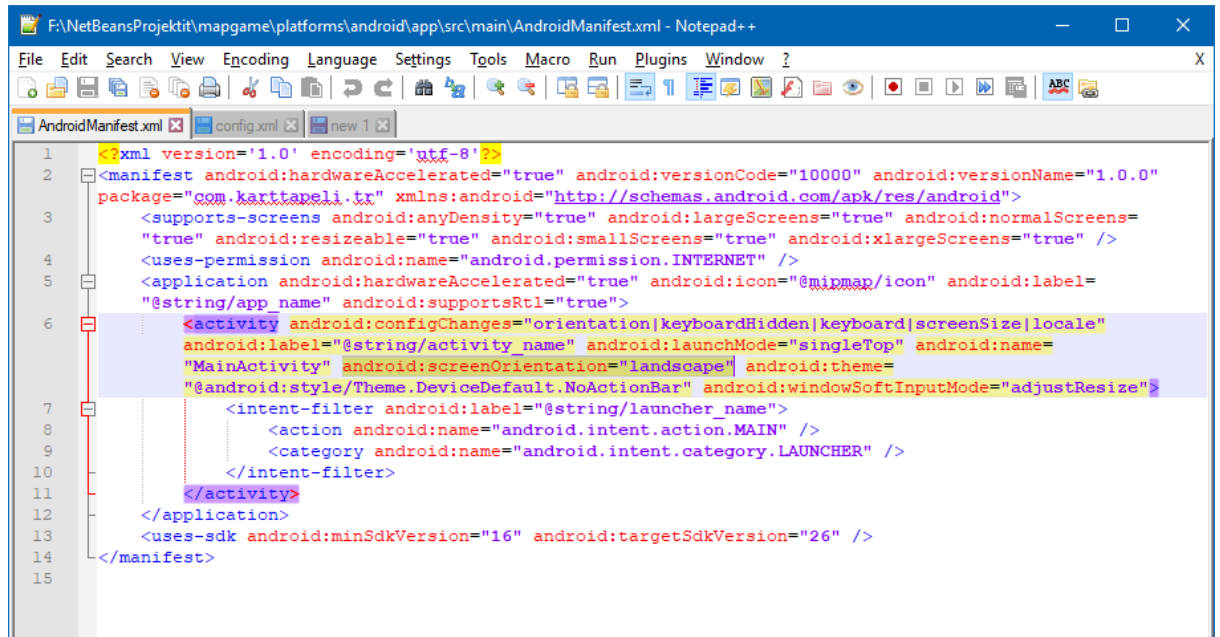 F:\NetBeansProjektit\mapgame\platforms\android\app\src\main\AndroidManifest.xml - Notepad++
File Edit Search View Encoding Language Settings Tools Macro Run Plugins Window ? X
ABC
AndroidManifest.xml config.xml new 1
1 <?xml version='1.0' encoding='utf-8'?>
2 <manifest android:hardwareAccelerated="true" android:versionCode="10000" android:versionName="1.0.0"
package="com.karttapeli.tr" xmlns:android="http://schemas.android.com/apk/res/android">
3 <supports-screens android:anyDensity="true" android:largeScreens="true" android:normalScreens=
"true" android:resizeable="true" android:smallScreens="true" android:xlargeScreens="true" />
4 <uses-permission android:name="android.permission.INTERNET" />
5 <application android:hardwareAccelerated="true" android:icon="@mipmap/icon" android:label=
"@string/app_name" android:supportsRtl="true">
6 <activity android:configChanges="orientation|keyboardHidden|keyboard|screenSize|locale"
android:label="@string/activity_name" android:launchMode="singleTop" android:name=
"MainActivity" android:screenOrientation="landscape" android:theme=
"@android:style/Theme.DeviceDefault.NoActionBar" android:windowSoftInputMode="adjustResize">
7 <intent-filter android:label="@string/launcher_name">
8 <action android:name="android.intent.action.MAIN" />
9 <category android:name="android.intent.category.LAUNCHER" />
10 </intent-filter>
11 </activity>
12 </application>
13 <uses-sdk android:minSdkVersion="16" android:targetSdkVersion="26" />
14 </manifest>
15